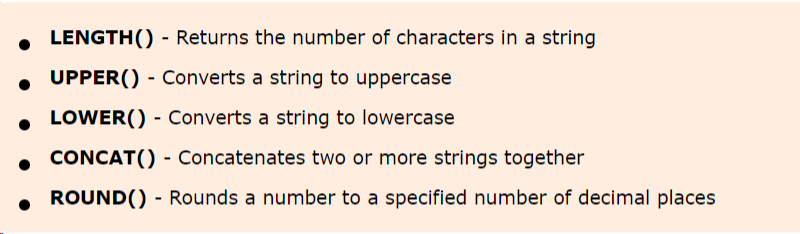 • LENGTH() - Returns the number of characters in a string
• UPPER() - Converts a string to uppercase
• LOWER() - Converts a string to lowercase
• CONCAT() - Concatenates two or more strings together
• ROUND() - Rounds a number to a specified number of decimal places